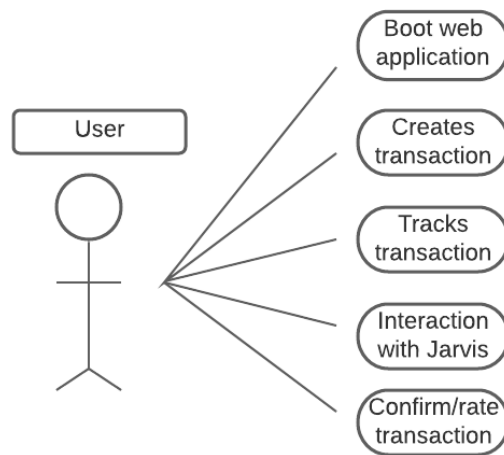 Boot web
application
User
Creates
transaction
Tracks
transaction
Interaction
with Jarvis
Confirm/rate
transaction